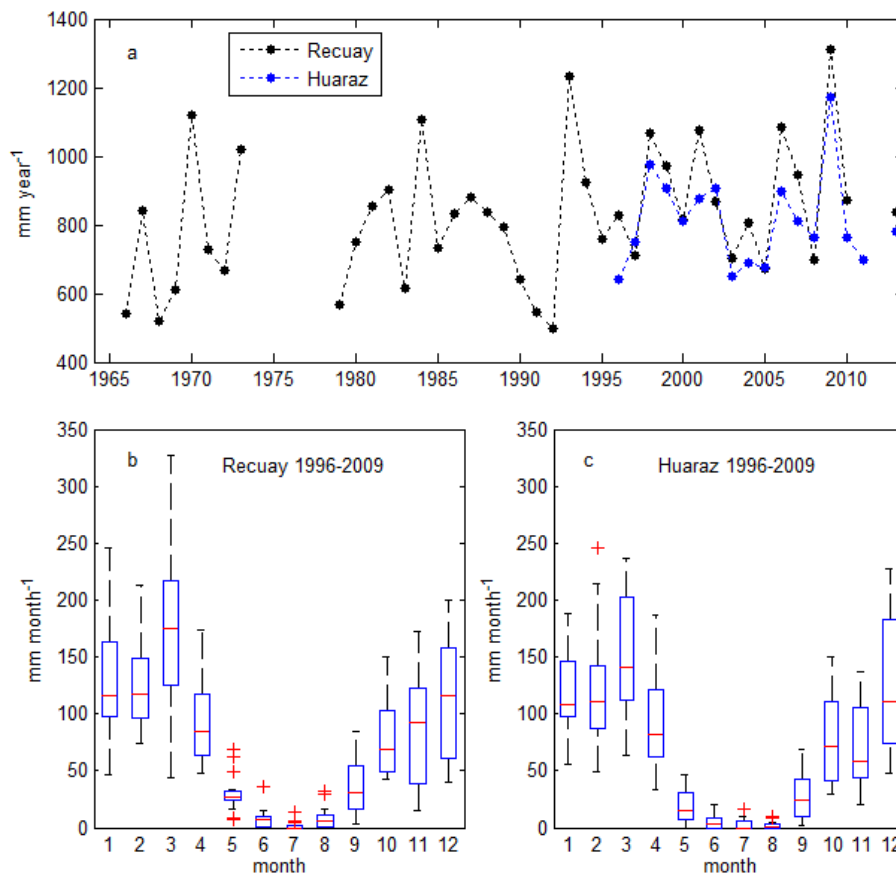 1400
a
Recuay
Huaraz
1200
1000
mm year-1
800
600
400
1965 1970 1975 1980 1985 1990 1995 2000 2005 2010
350
b Recuay 1996-2009
300
250
mm month-1
200
150
100
50
0
1 2 3 4 5 6 7 8 9 10 11 12
month
350
c Huaraz 1996-2009
300
250
mm month-1
200
150
100
50
0
1 2 3 4 5 6 7 8 9 10 11 12
month